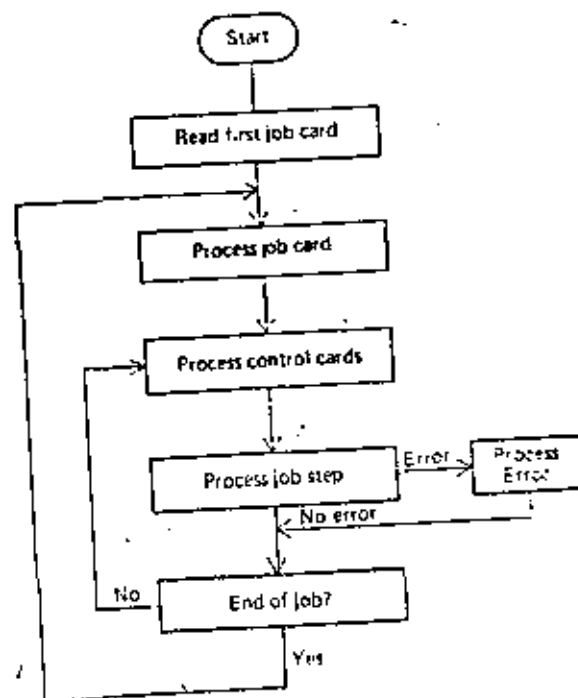 Start
Read first job card
Process job card
Process control cards
Process job step
Error
Process
Error
No error
End of job?
No
Yes